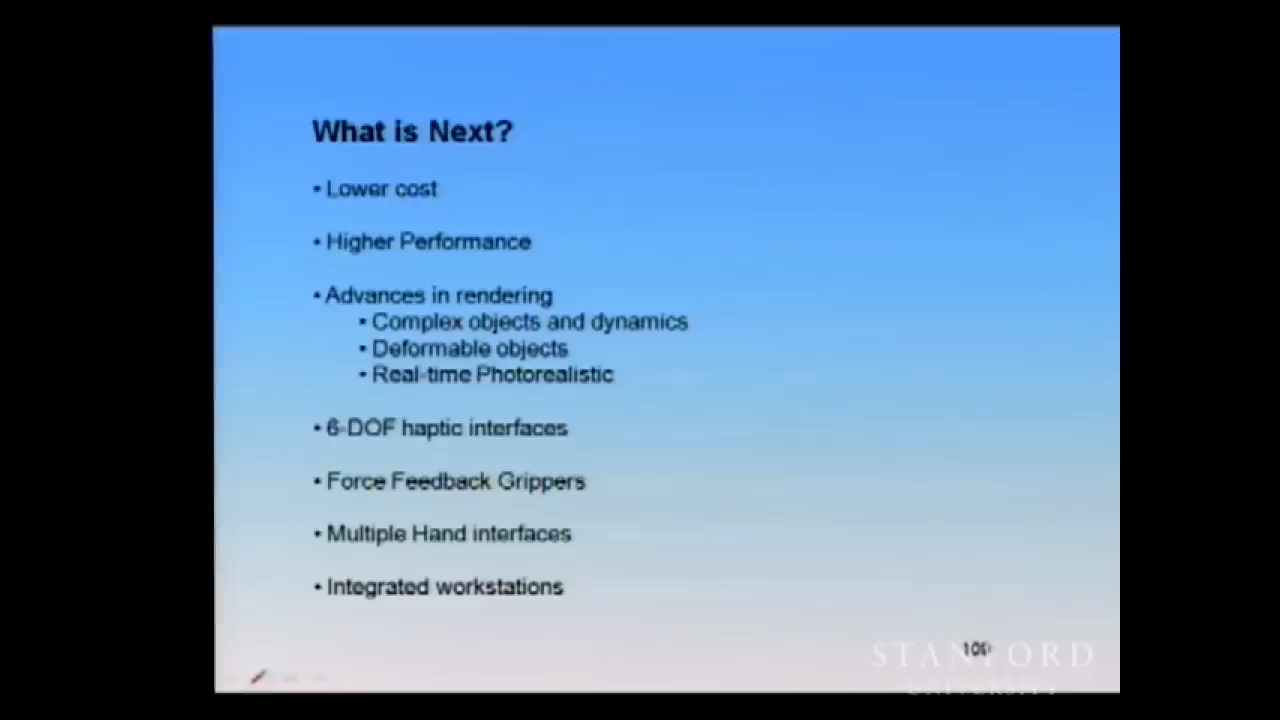 What is Next?
• Lower cost
• Higher Performance
• Advances in rendering
• Complex objects and dynamics
• Deformable objects
• Real-time Photorealistic
• 6-DOF haptic interfaces
• Force Feedback Grippers
• Multiple Hand interfaces
• Integrated workstations
STANFORD
UNIVERSITY